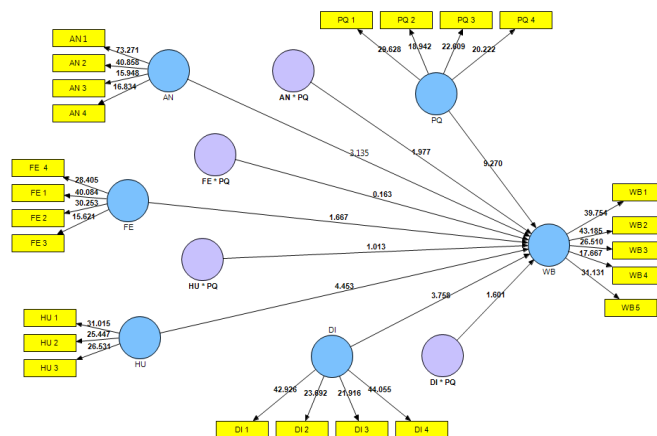 PQ 1
PQ 2
PQ 3
PQ 4
29.628
18.942
22.609
20.222
PQ
AN 1
AN 2
AN 3
AN 4
73.271
40.858
15.948
16.834
AN
AN * PQ
3.135
1.977
9.270
FE * PQ
0.163
FE 4
FE 1
FE 2
FE 3
28.405
40.084
30.253
15.621
FE
1.667
HU * PQ
1.013
WB 1
WB 2
WB 3
WB 4
WB 5
39.754
43.185
26.510
17.667
31.131
WB
HU 1
HU 2
HU 3
31.015
25.447
26.531
HU
4.453
3.758
1.601
DI
DI * PQ
42.926
23.692
21.916
44.055
DI 1
DI 2
DI 3
DI 4